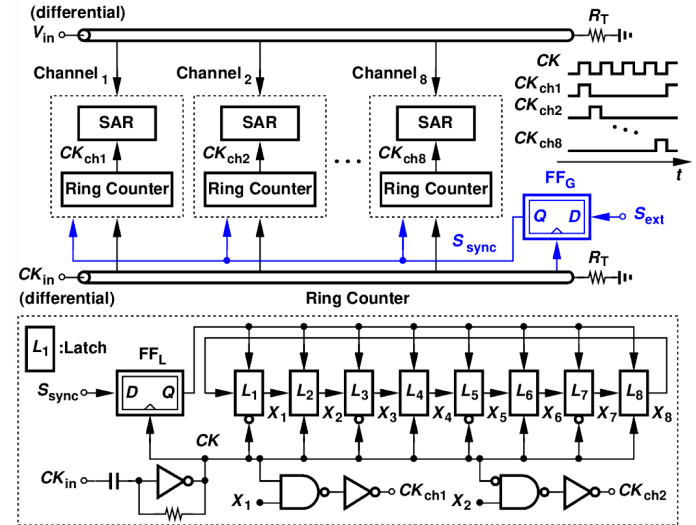 (differential)
Vin
RT
Channel1
Channel2
Channel8
CK
CKch1
CKch2
CKch8
t
SAR
SAR
SAR
CKch1
CKch2
CKch8
Ring Counter
Ring Counter
Ring Counter
FFG
Q D
Sext
Ssync
CKin
(differential)
RT
Ring Counter
L1 :Latch
FFL
Ssync
D Q
L1 X1 L2 X2 L3 X3 L4 X4 L5 X5 L6 X6 L7 X7 L8 X8
CK
CKin
X1
CKch1
X2
CKch2